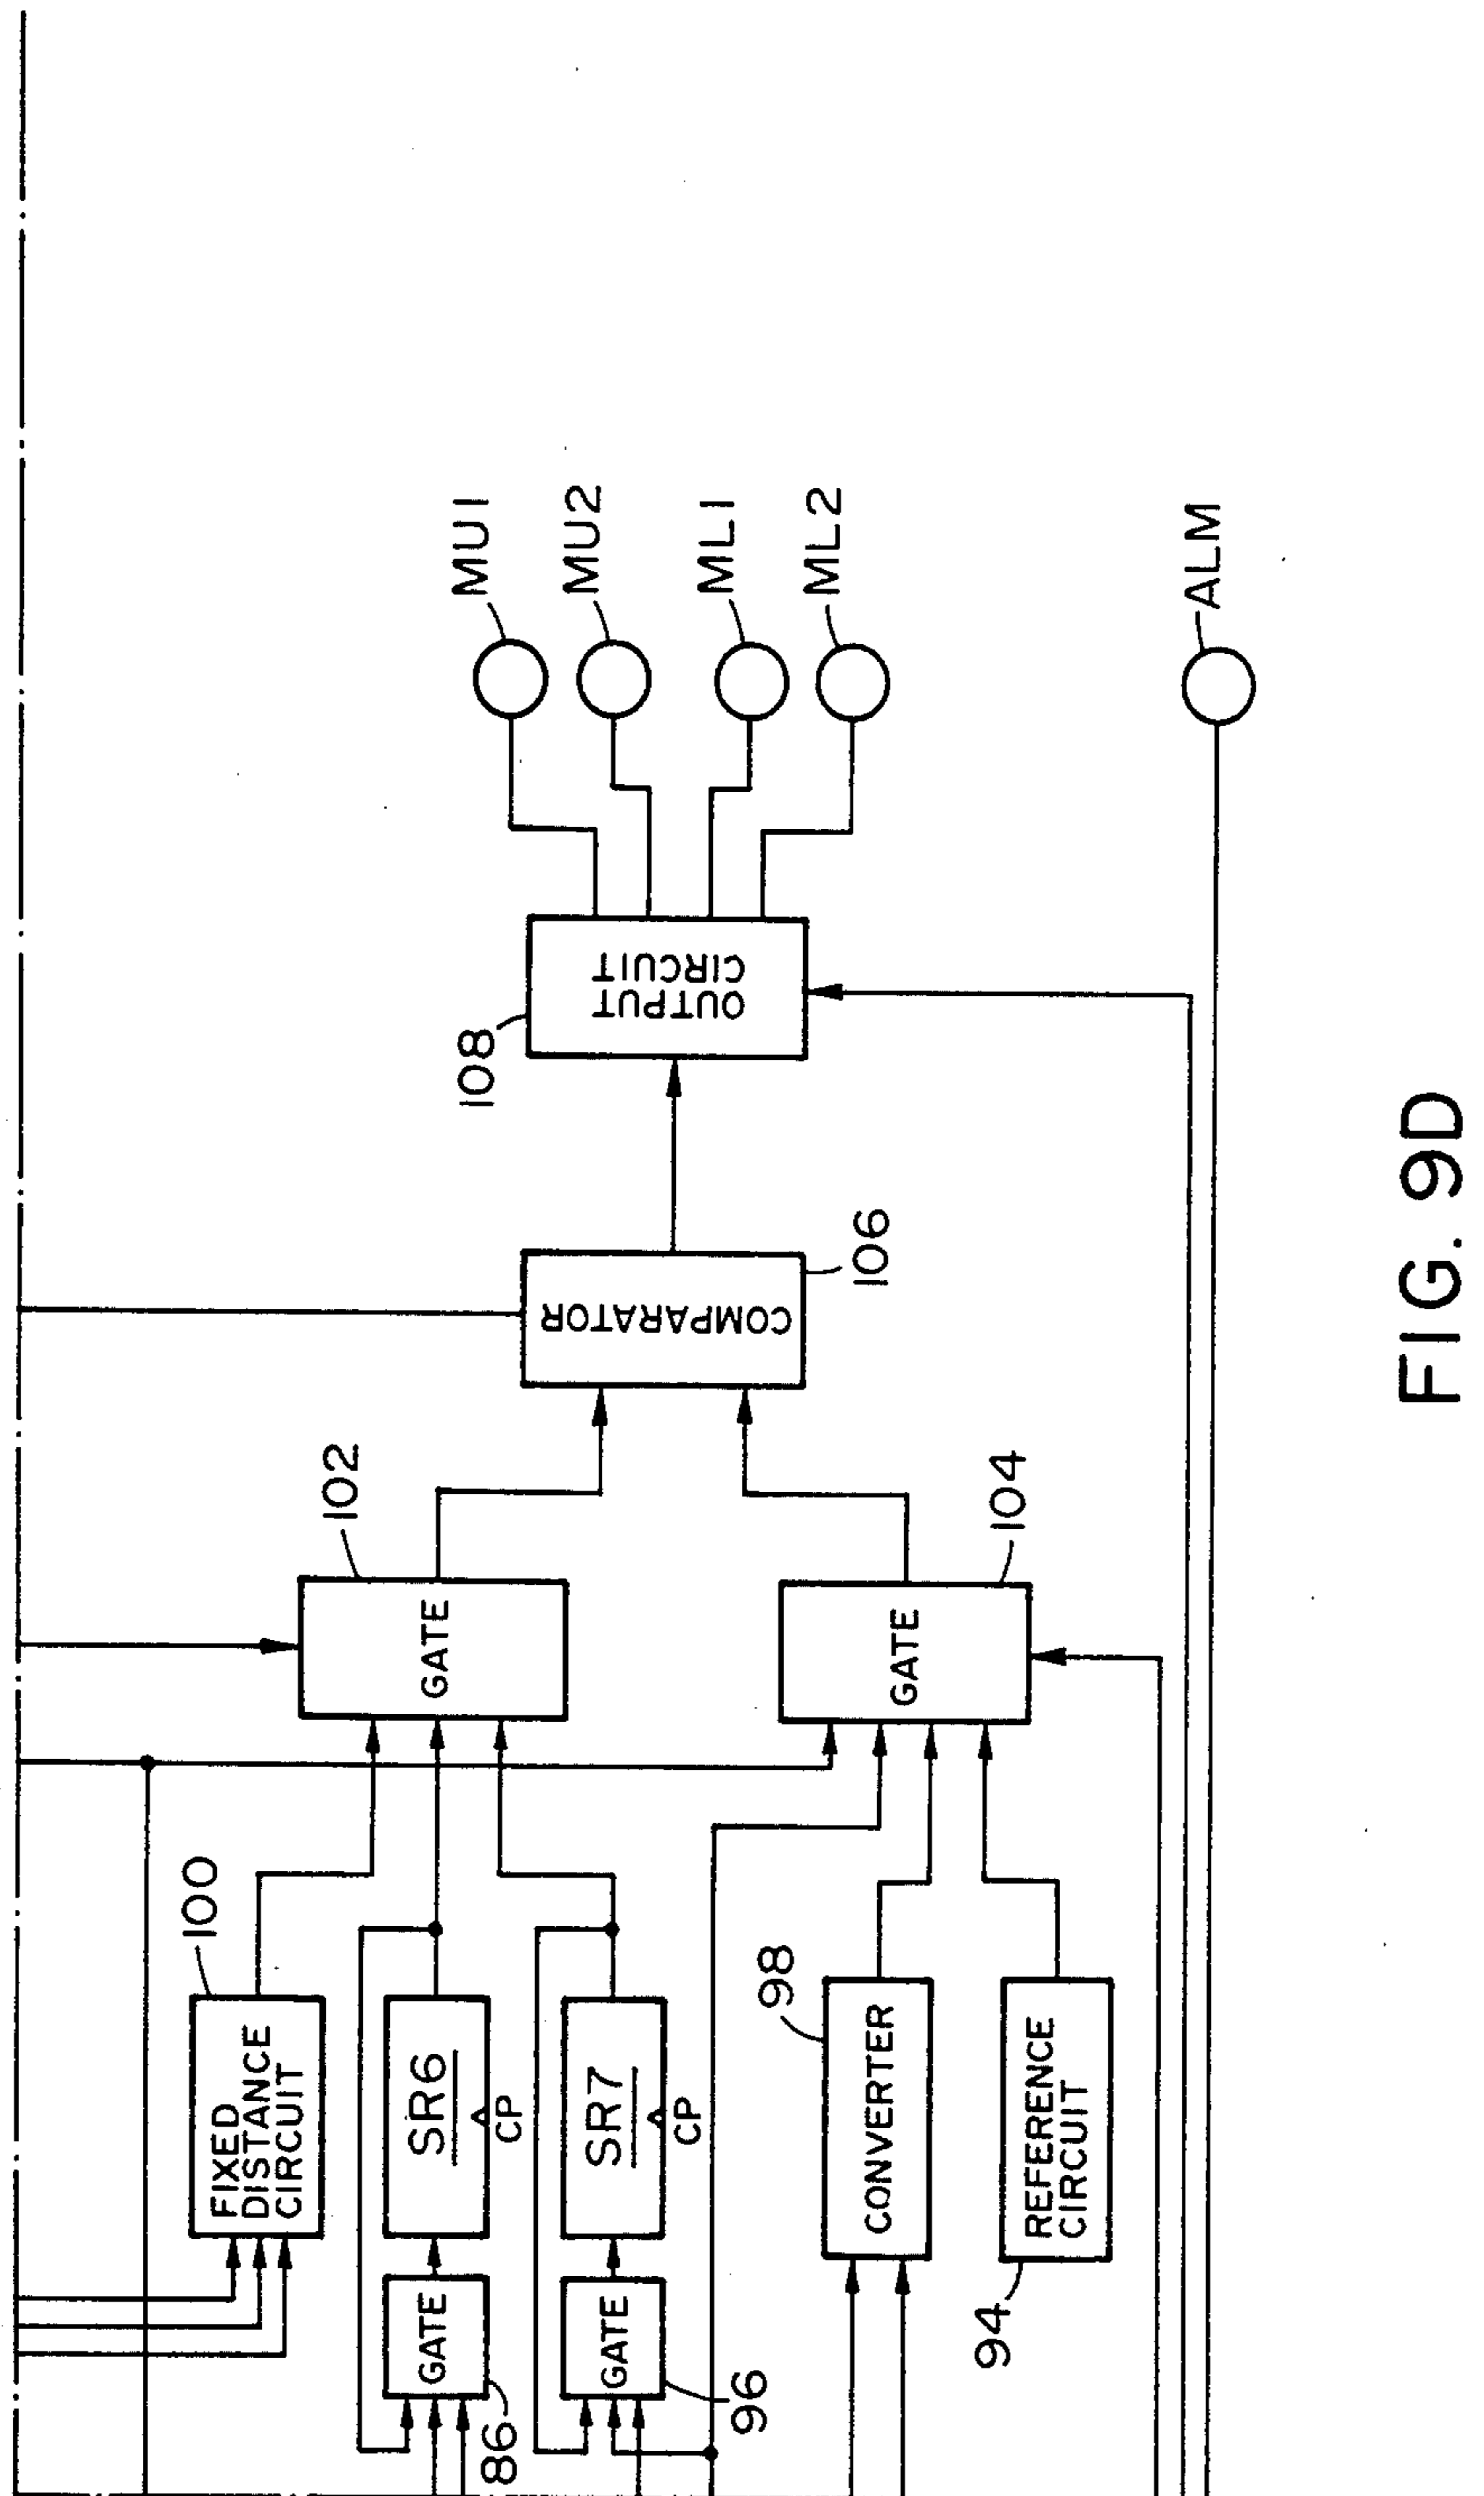 100
FIXED
DISTANCE
CIRCUIT
86
GATE
SR6
CP
96
GATE
SR7
CP
98
CONVERTER
94
REFERENCE
CIRCUIT
102
GATE
104
GATE
106
COMPARATOR
108
OUTPUT
CIRCUIT
MU1
MU2
ML1
ML2
ALM
FIG. 9D